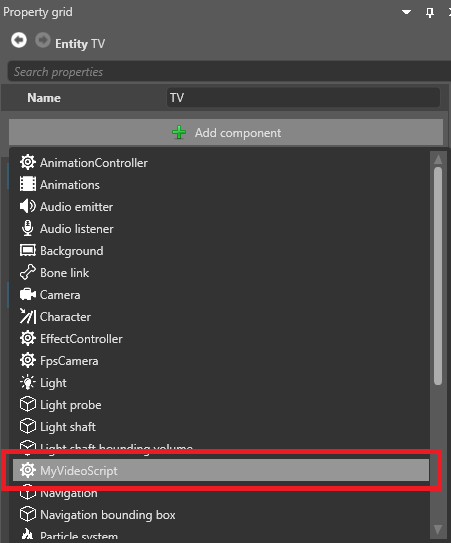 Property grid
Entity TV
Search properties
Name TV
Add component
AnimationController
Animations
Audio emitter
Audio listener
Background
Bone link
Camera
Character
EffectController
FpsCamera
Light
Light probe
Light shaft
Light shaft bounding volume
MyVideoScript
Navigation
Navigation bounding box
Particle system